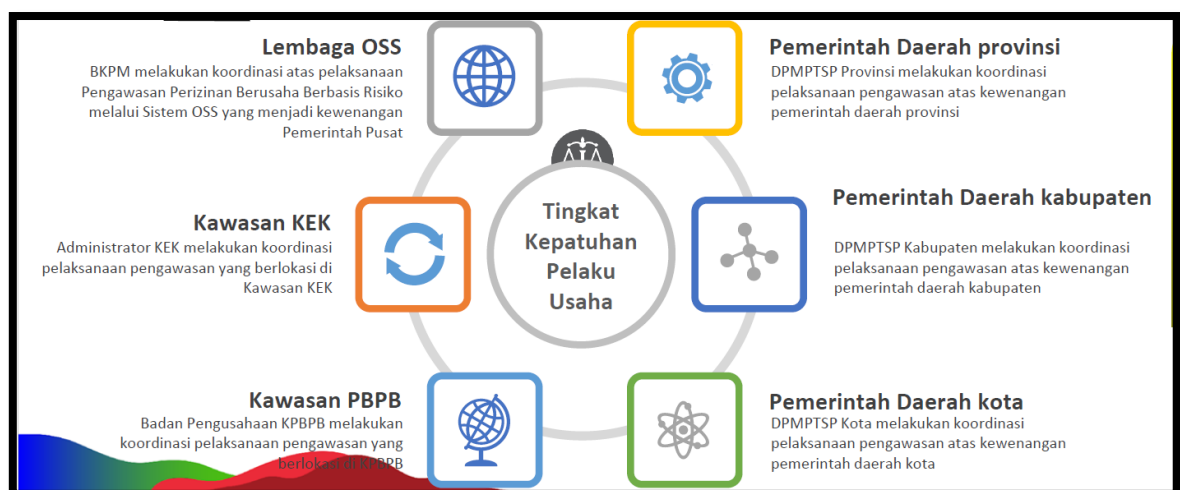 Lembaga OSS
BKPM melakukan koordinasi atas pelaksanaan
Pengawasan Perizinan Berusaha Berbasis Risiko
melalui Sistem OSS yang menjadi kewenangan
Pemerintah Pusat
Pemerintah Daerah provinsi
DPMPTSP Provinsi melakukan koordinasi
pelaksanaan pengawasan atas kewenangan
pemerintah daerah provinsi
Kawasan KEK
Administrator KEK melakukan koordinasi
pelaksanaan pengawasan yang berlokasi di
Kawasan KEK
Tingkat
Kepatuhan
Pelaku
Usaha
Pemerintah Daerah kabupaten
DPMPTSP Kabupaten melakukan koordinasi
pelaksanaan pengawasan atas kewenangan
pemerintah daerah kabupaten
Kawasan PBPB
Badan Pengusahaan KPBPB melakukan
koordinasi pelaksanaan pengawasan yang
berlokasi di KPBPB
Pemerintah Daerah kota
DPMPTSP Kota melakukan koordinasi
pelaksanaan pengawasan atas kewenangan
pemerintah daerah kota